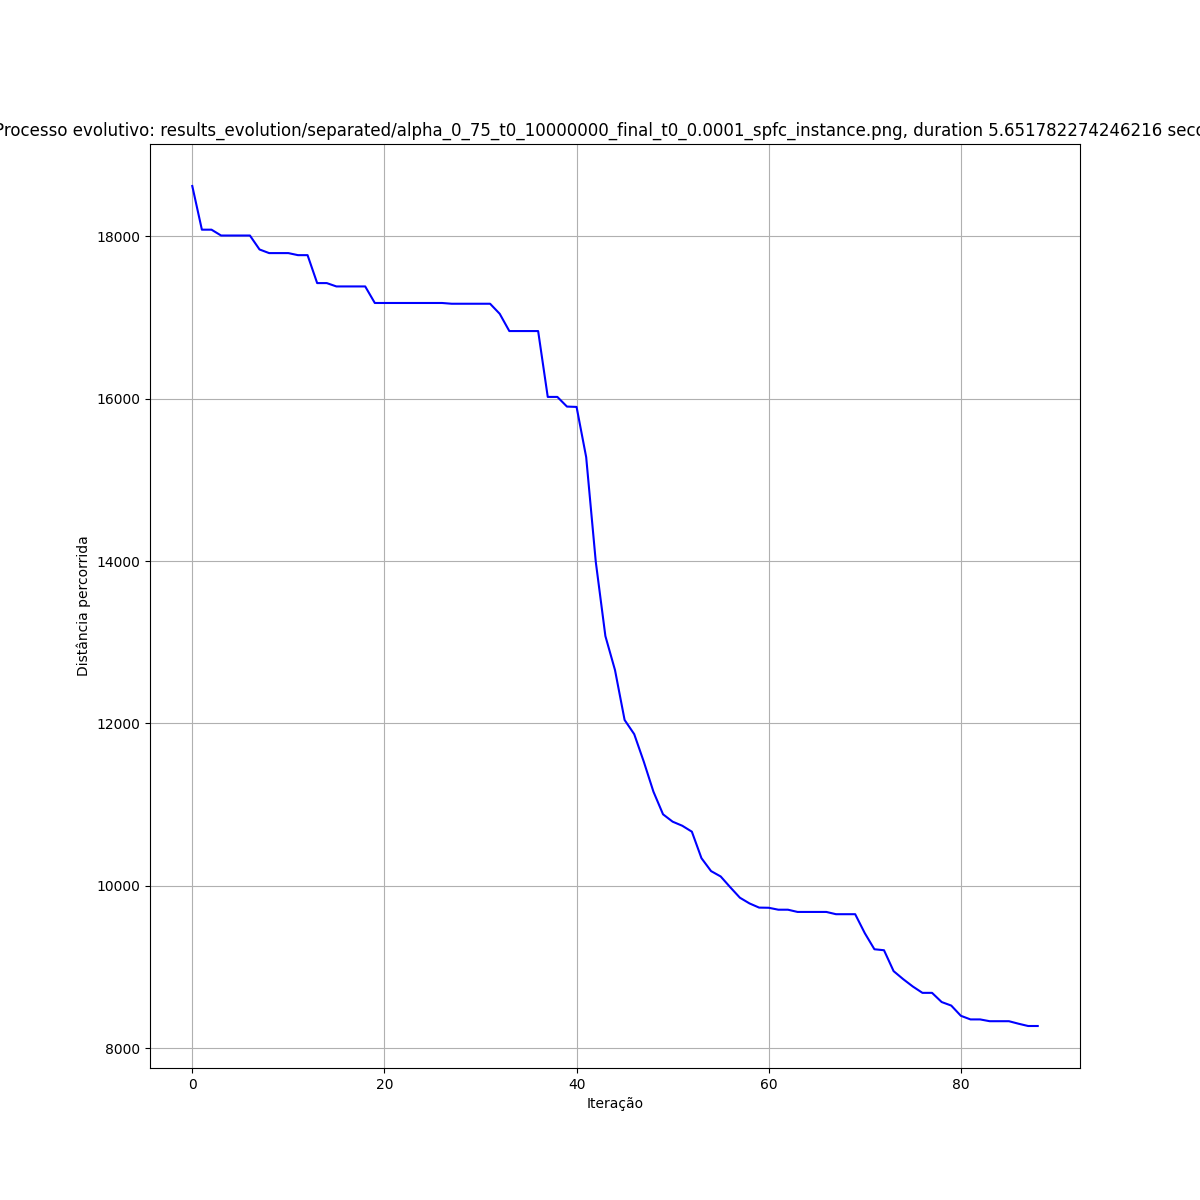 Processo evolutivo: results_evolution/separated/alpha_0_75_t0_10000000_final_t0_0.0001_spfc_instance.png, duration 5.651782274246216
18000
16000
14000
12000
10000
8000
Distância percorrida
0 20 40 60 80
Iteração